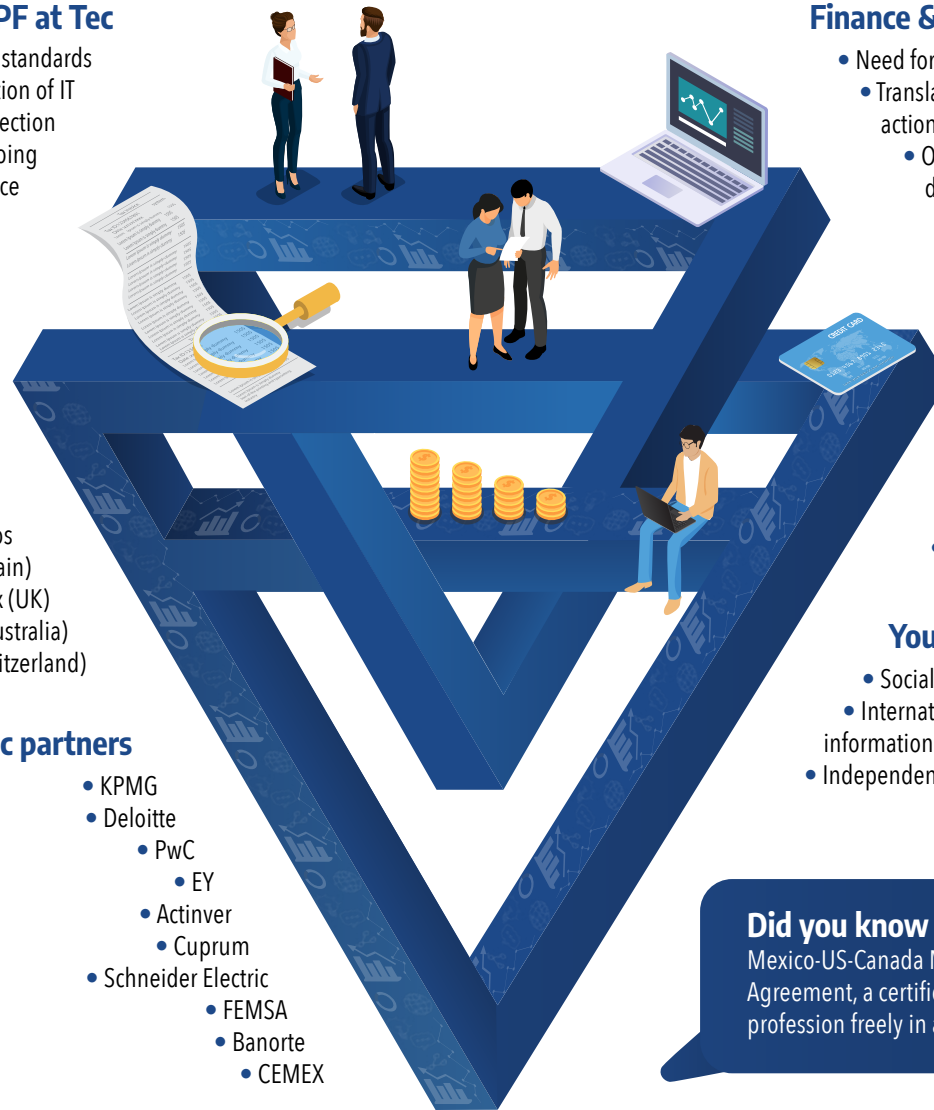 PF at Tec
standards
tion of IT
ection
ping
ce
Finance &
• Need for
• Transla
action
• O
d
CREDIT CARD
os
ain)
x (UK)
ustralia)
itzerland)
c partners
• KPMG
• Deloitte
• PwC
• EY
• Actinver
• Cuprum
• Schneider Electric
• FEMSA
• Banorte
• CEMEX
•
You
• Social
• Internat
information
• Independen
Did you know
Mexico-US-Canada
Agreement, a certific
profession freely in a